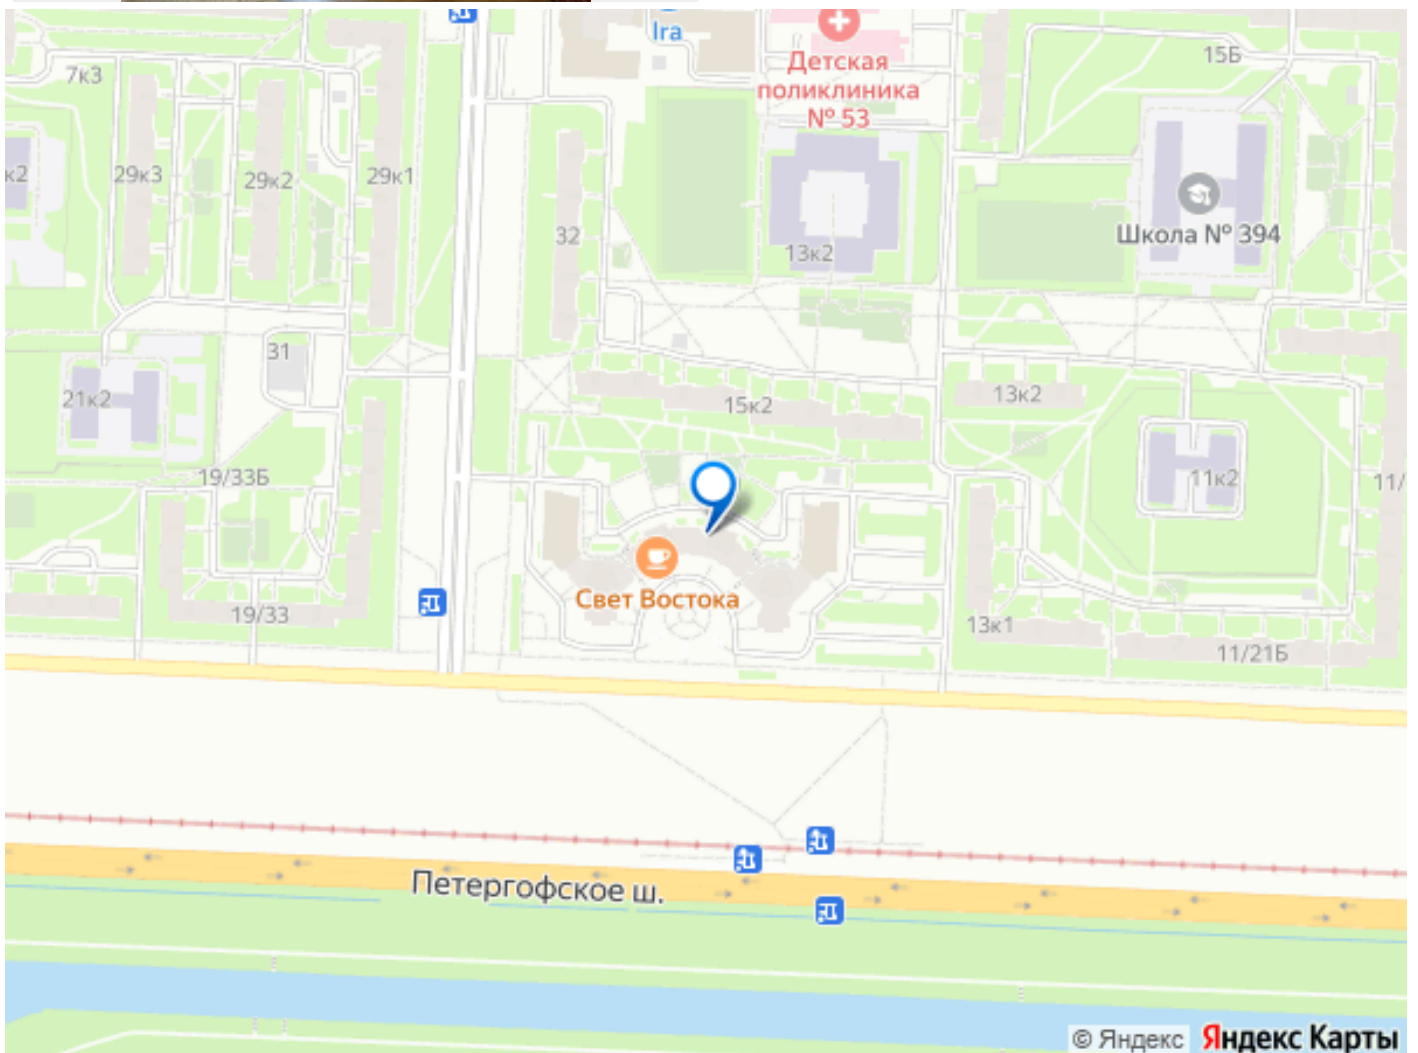 Ira
Детская
поликлиника
№ 53
15Б
7к3
к2
29к3
29к2
29к1
32
13к2
Школа № 394
31
21к2
15к2
13к2
19/33Б
11к2
11/
Свет Востока
19/33
13к1
11/21Б
Петергофское ш.
© Яндекс Яндекс Карты